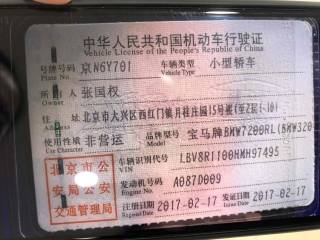 中华人民共和国机动车行驶证
Vehicle License of the People's Republic of China
号牌号码 京N6Y701 车辆类型 小型轿车
Plate No. Vehicle Type
所有人 张国权
Owner
住址 北京市大兴区西红门镇月桂庄园15号楼
Address
使用性质 非营运 品牌型号 宝马牌BMW7200RL(BMW320
Use Character Model
北京市公 车辆识别代号 LBV8R1100HMH97495
VIN
安局公安 发动机号码 A087D009
Engine No.
交通管理局 注册日期 2017-02-17 发证日期 2017-02-17
Register Date Issue Date